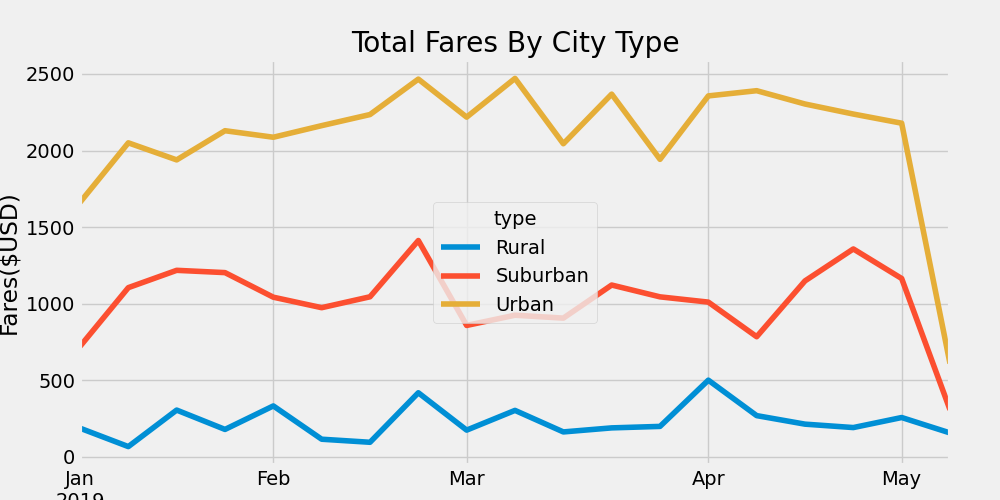 Total Fares By City Type
Fares($USD)
2500
2000
1500
1000
500
0
type
Rural
Suburban
Urban
Jan Feb Mar Apr May
2019